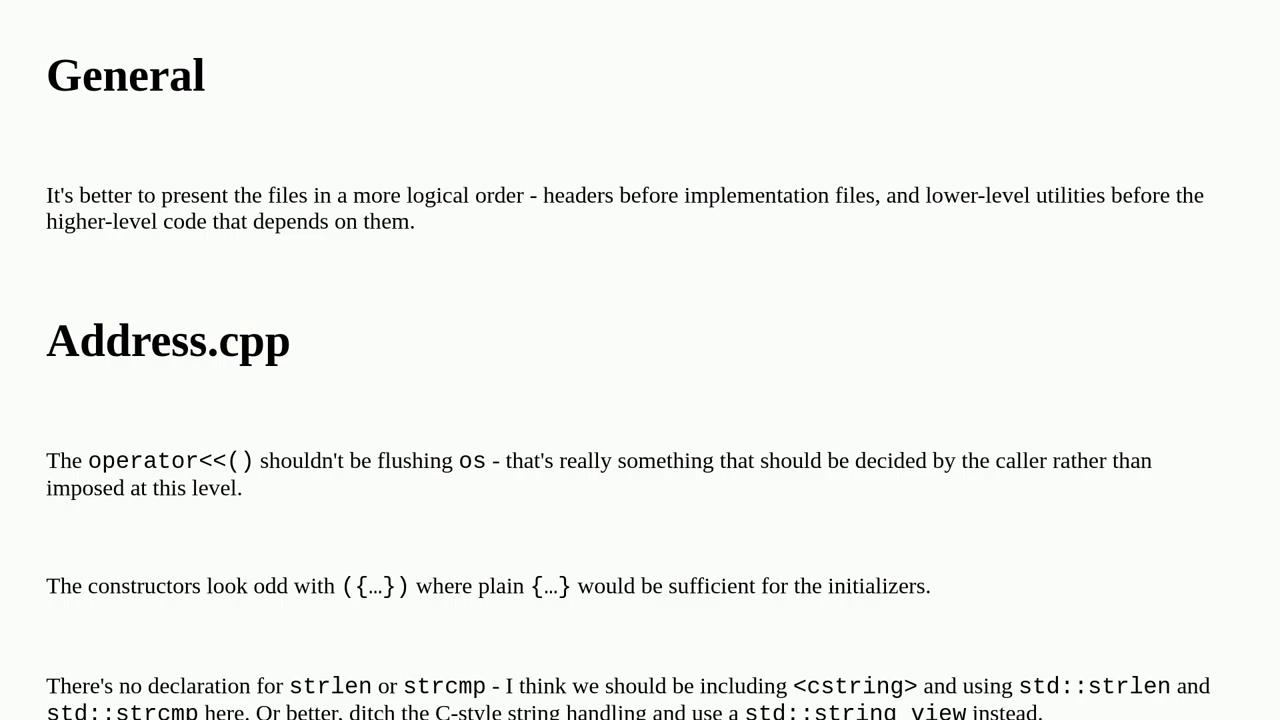 General
It's better to present the files in a more logical order - headers before implementation files, and lower-level utilities before the
higher-level code that depends on them.
Address.cpp
The operator<<() shouldn't be flushing os - that's really something that should be decided by the caller rather than
imposed at this level.
The constructors look odd with ({…}) where plain {…} would be sufficient for the initializers.
There's no declaration for strlen or strcmp - I think we should be including <cstring> and using std::strlen and
std::strcmp here. Or better, ditch the C-style string handling and use a std::string_view instead.